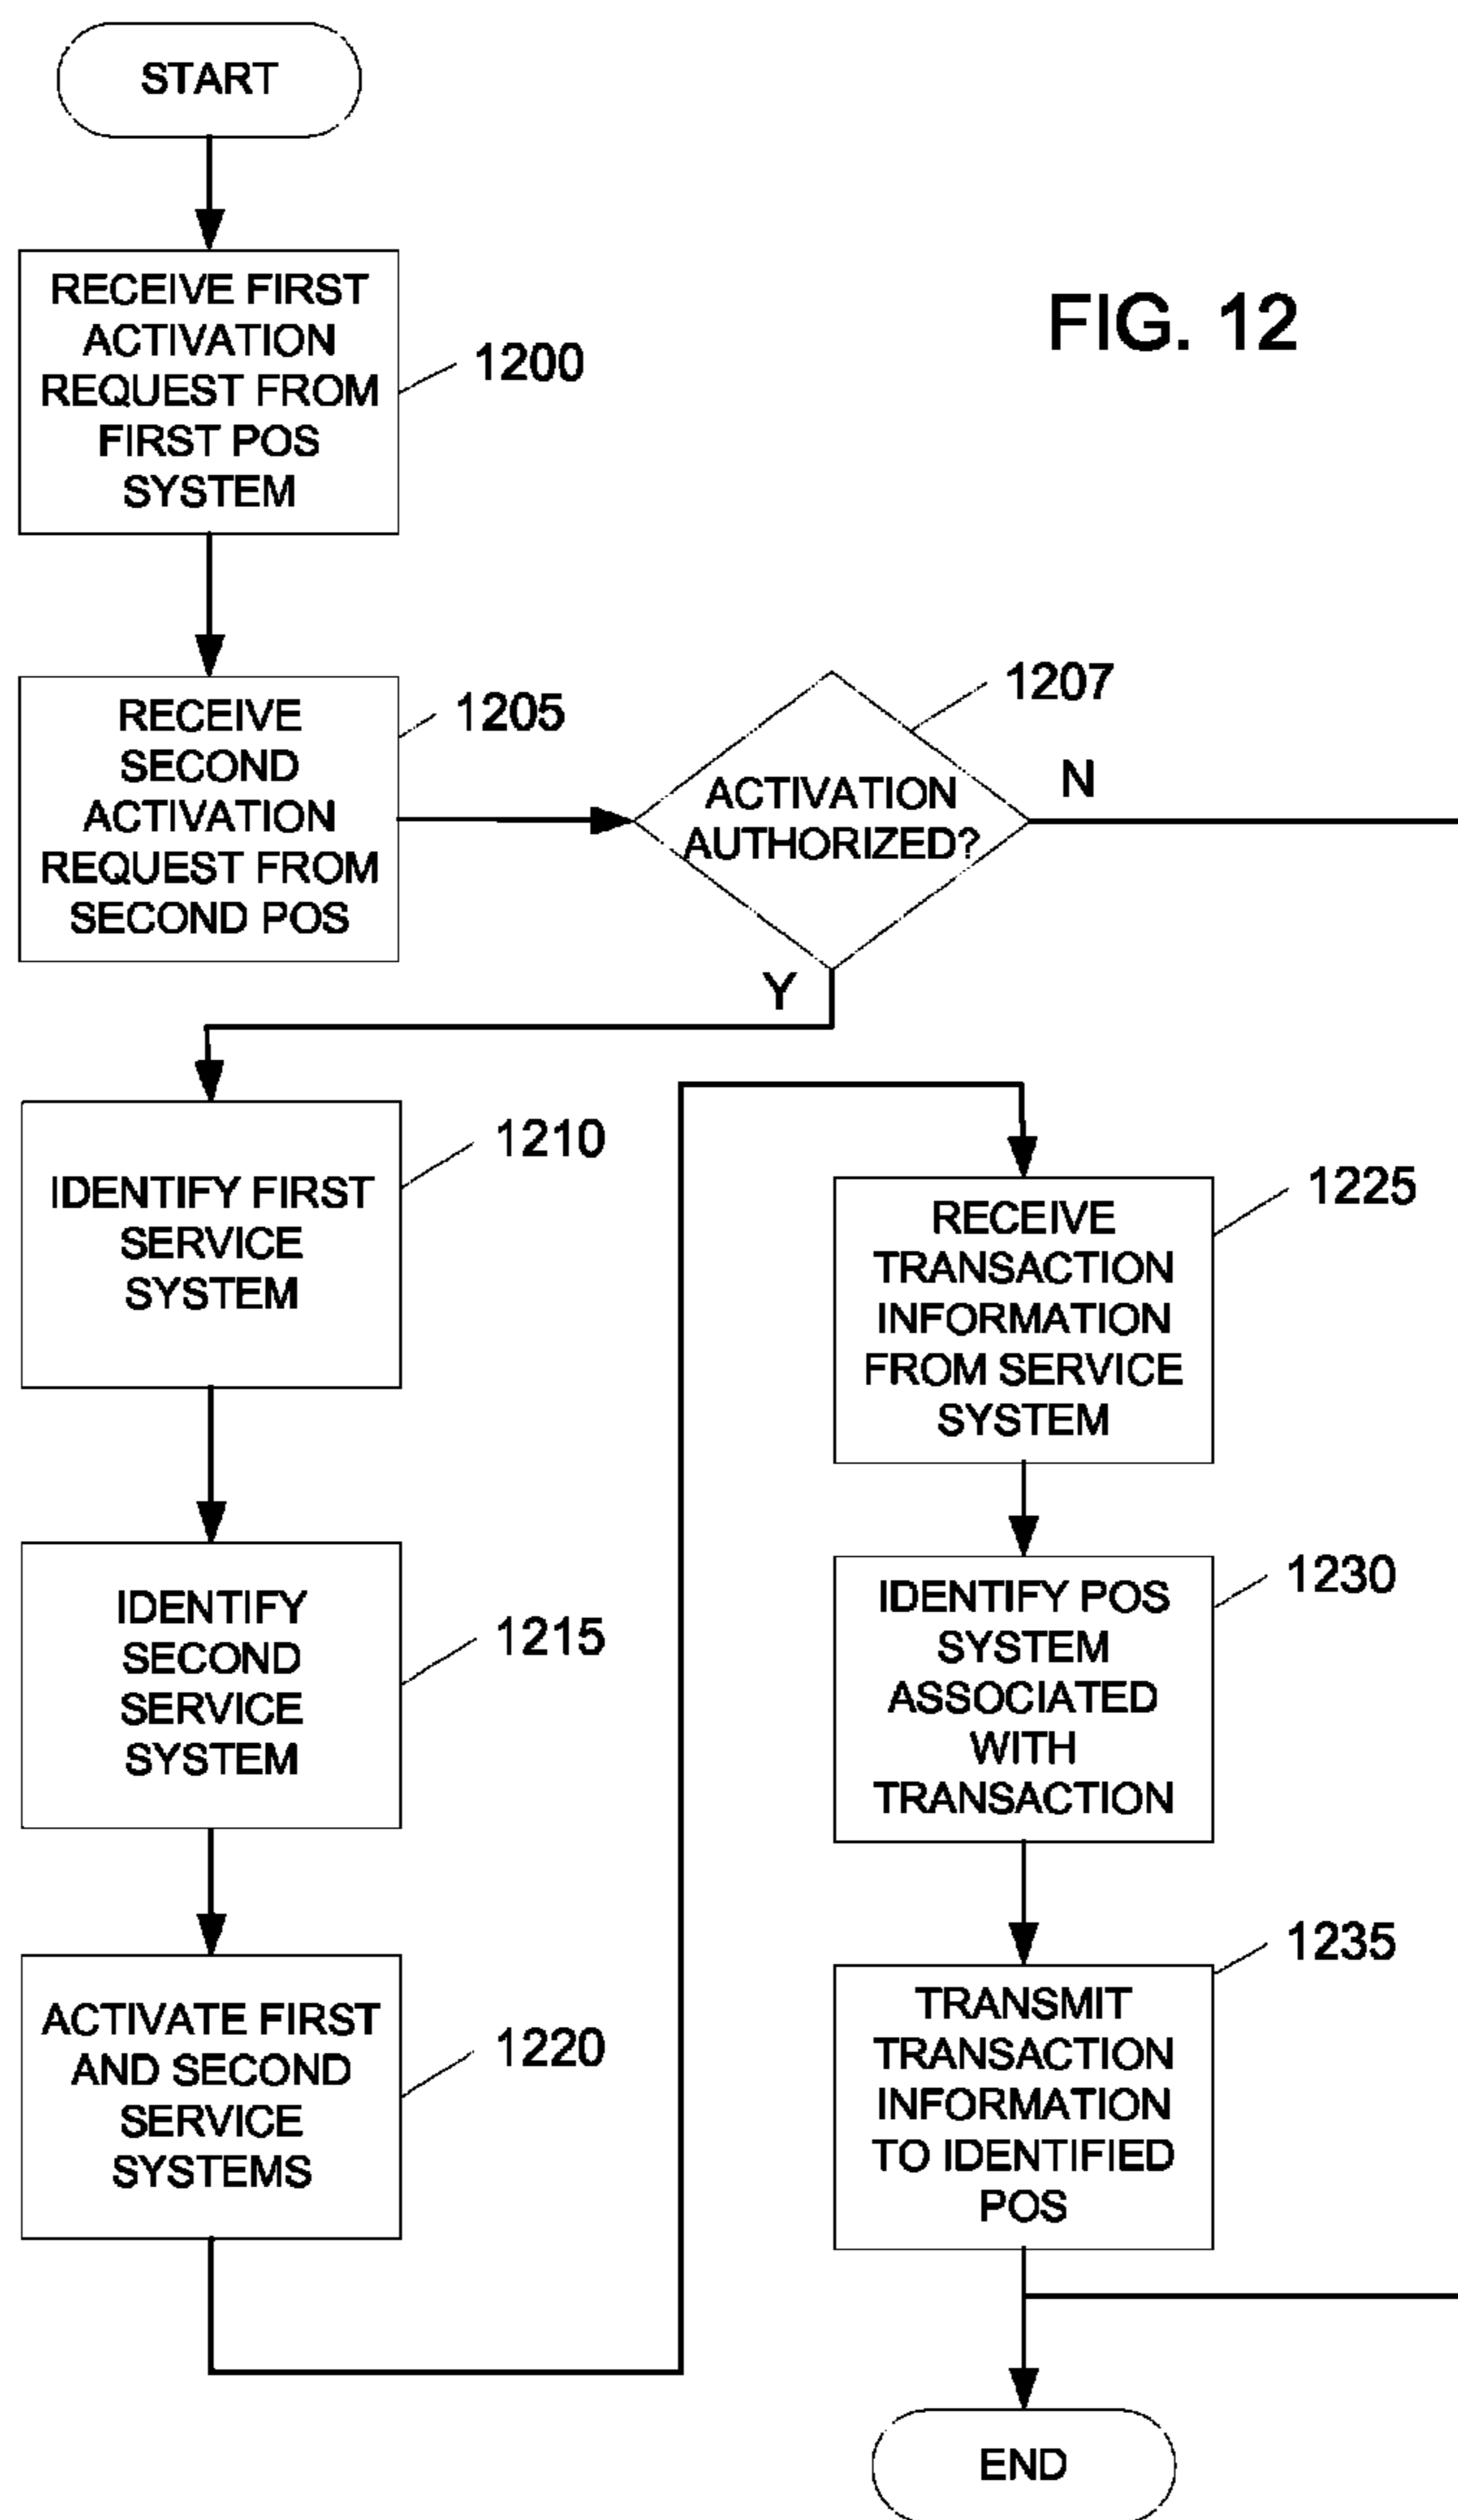 START
RECEIVE FIRST
ACTIVATION
REQUEST FROM
FIRST POS
SYSTEM
1200
FIG. 12
RECEIVE
SECOND
ACTIVATION
REQUEST FROM
SECOND POS
1205
ACTIVATION
AUTHORIZED?
1207
N
Y
IDENTIFY FIRST
SERVICE
SYSTEM
1210
IDENTIFY
SECOND
SERVICE
SYSTEM
1215
ACTIVATE FIRST
AND SECOND
SERVICE
SYSTEMS
1220
RECEIVE
TRANSACTION
INFORMATION
FROM SERVICE
SYSTEM
1225
IDENTIFY POS
SYSTEM
ASSOCIATED
WITH
TRANSACTION
1230
TRANSMIT
TRANSACTION
INFORMATION
TO IDENTIFIED
POS
1235
END